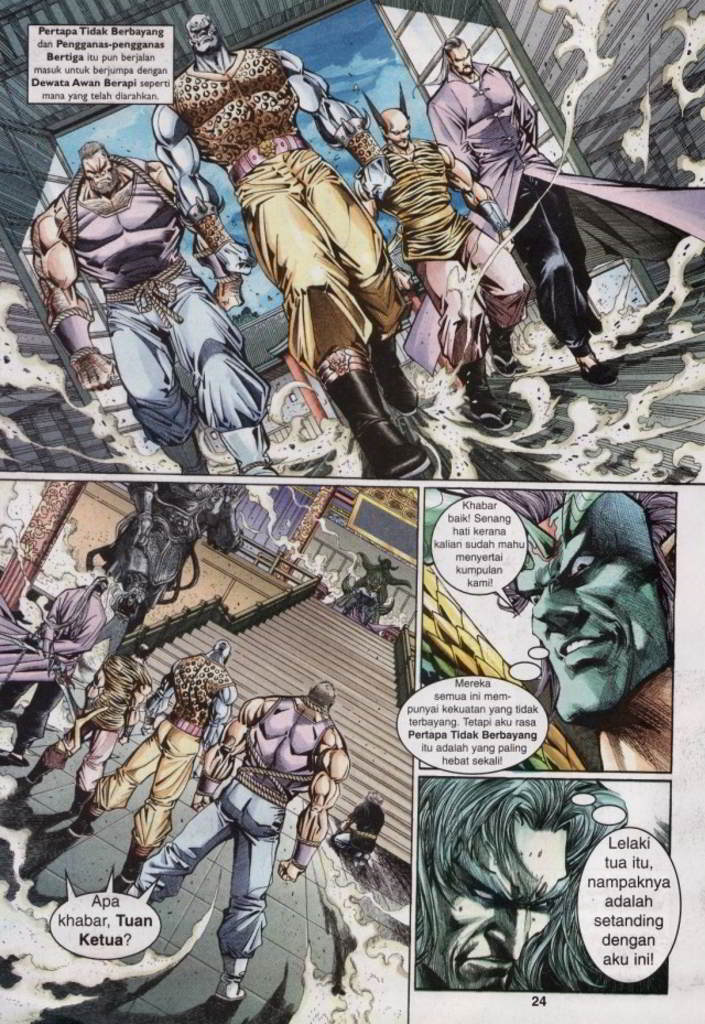 Pertapa Tidak Berbayang
dan Pengganas-pengganas
Bertiga itu pun berjalan
masuk untuk berjumpa dengan
Dewata Awan Berapi seperti
mana yang telah diarahkan.
Apa
khabar, Tuan
Ketua?
Khabar
baik! Senang
hati kerana
kalian sudah mahu
menyertai
kumpulan
kami!
Mereka
semua ini mem-
punyai kekuatan yang tidak
terbayang. Tetapi aku rasa
Pertapa Tidak Berbayang
itu adalah yang paling
hebat sekali!
Lelaki
tua itu,
nampaknya
adalah
setanding
dengan
aku ini!
24